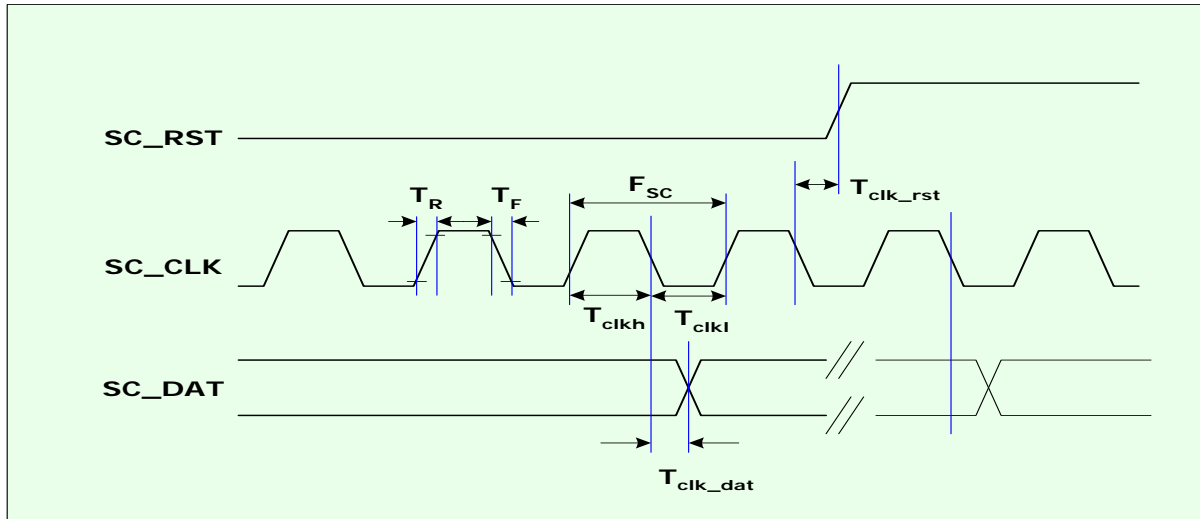 SC_RST
T_clk_rst
T_R
T_F
F_SC
SC_CLK
T_clkh
T_clkl
SC_DAT
T_clk_dat